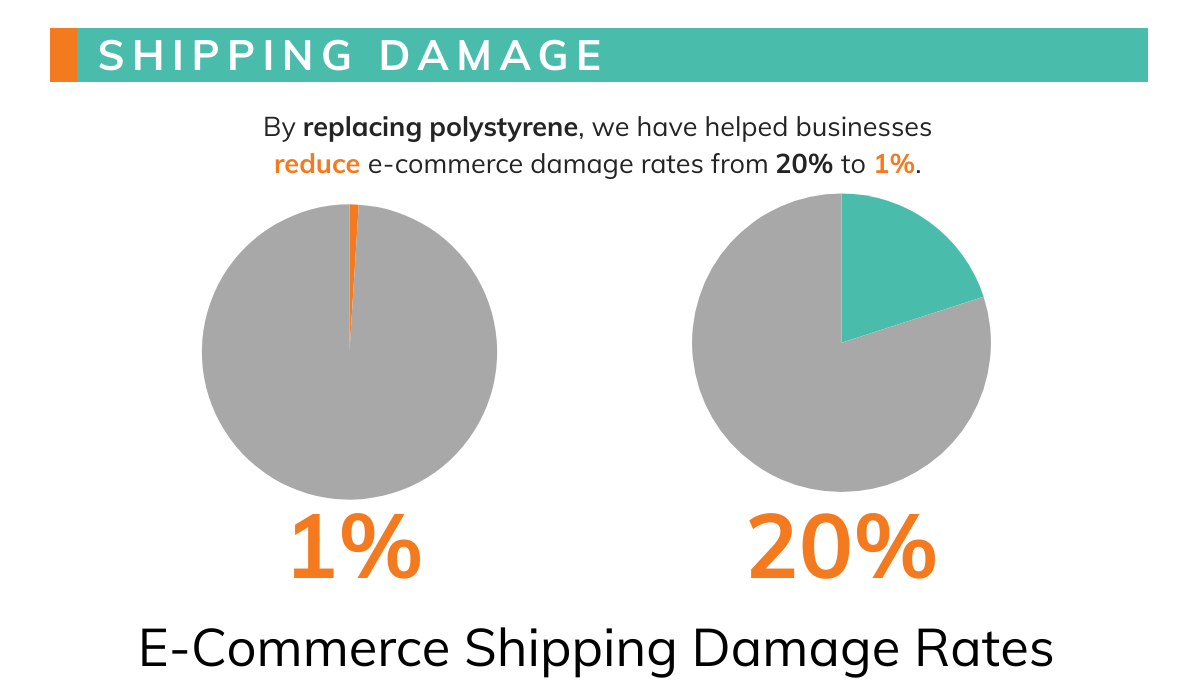 SHIPPING DAMAGE
By replacing polystyrene, we have helped businesses
reduce e-commerce damage rates from 20% to 1%.
1%
20%
E-Commerce Shipping Damage Rates